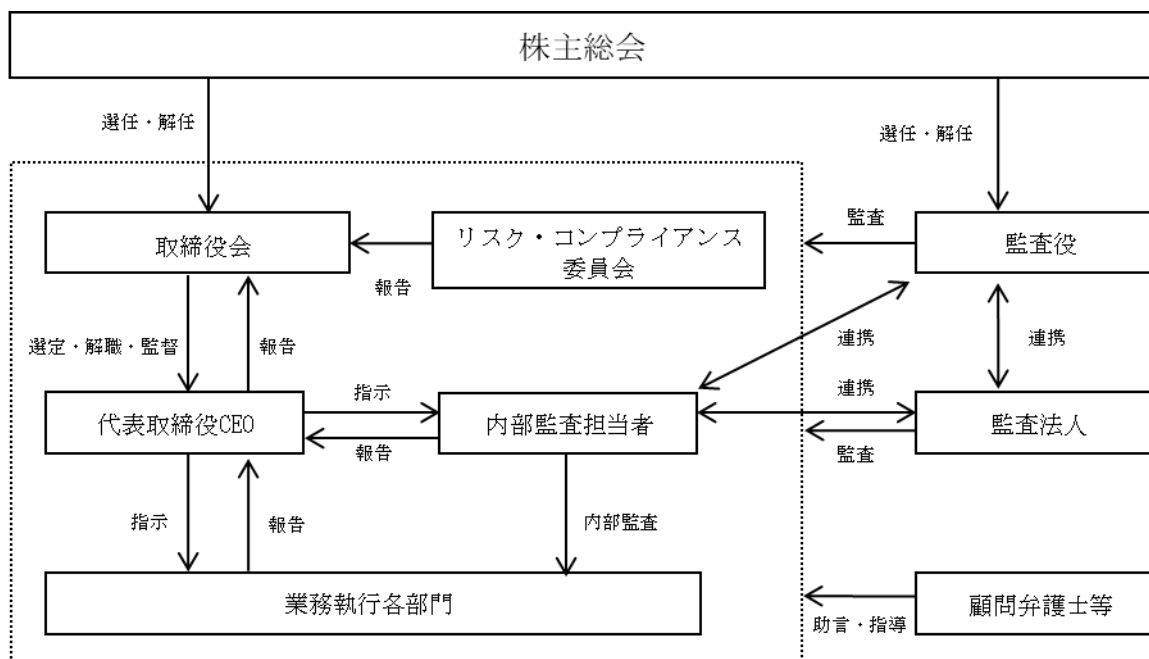 株主総会
選任・解任
選任・解任
取締役会
リスク・コンプライアンス
委員会
報告
監査
監査役
選定・解職・監督
報告
連携
連携
代表取締役CEO
指示
報告
内部監査担当者
連携
監査
監査法人
指示
報告
内部監査
業務執行各部門
助言・指導
顧問弁護士等